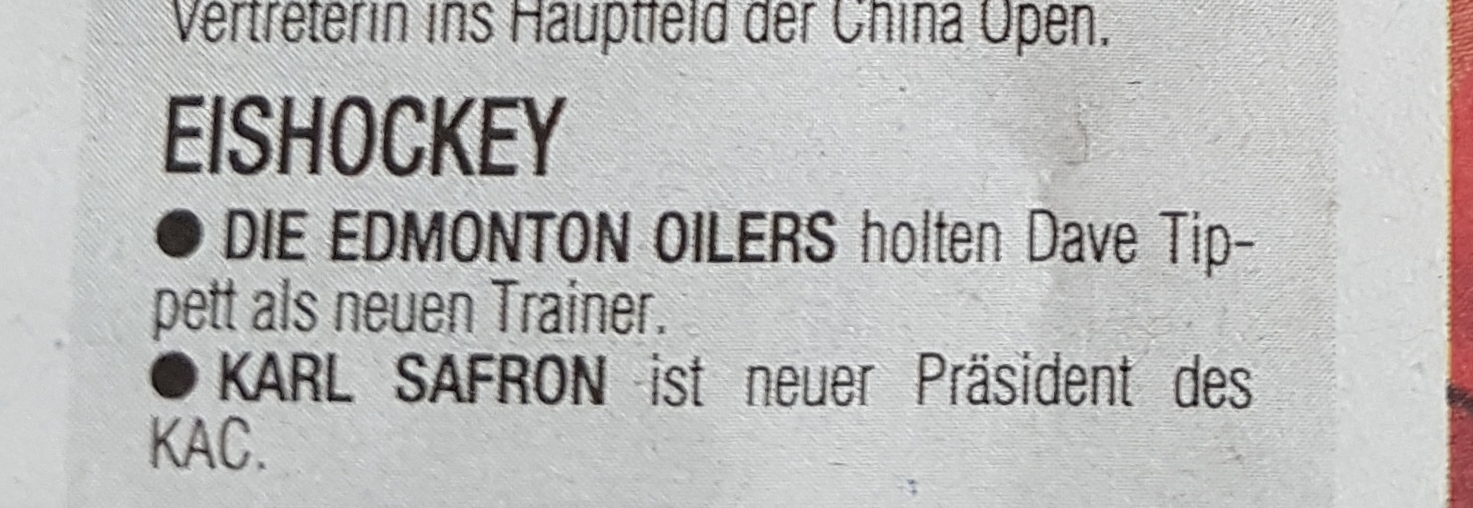 Vertreterin ins Hauptfeld der China Open.
EISHOCKEY
● DIE EDMONTON OILERS holten Dave Tip-
pett als neuen Trainer.
● KARL SAFRON ist neuer Präsident des
KAC.